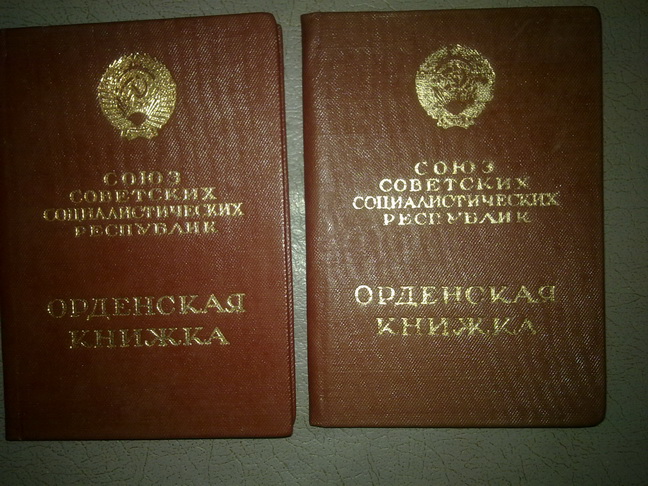 СОЮЗ
СОВЕТСКИХ
СОЦИАЛИСТИЧЕСКИХ
РЕСПУБЛИК
ОРДЕНСКАЯ
КНИЖКА
СОЮЗ
СОВЕТСКИХ
СОЦИАЛИСТИЧЕСКИХ
РЕСПУБЛИК
ОРДЕНСКАЯ
КНИЖКА